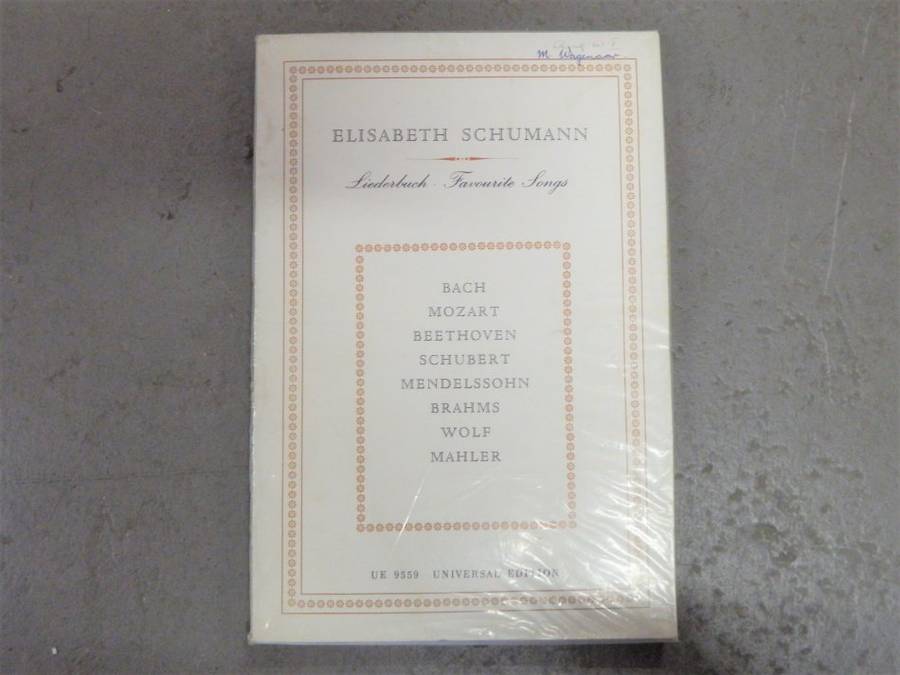 M Wagenaar
ELISABETH SCHUMANN
Liederbuch · Favourite Songs
BACH
MOZART
BEETHOVEN
SCHUBERT
MENDELSSOHN
BRAHMS
WOLF
MAHLER
UE 9559 UNIVERSAL EDITION